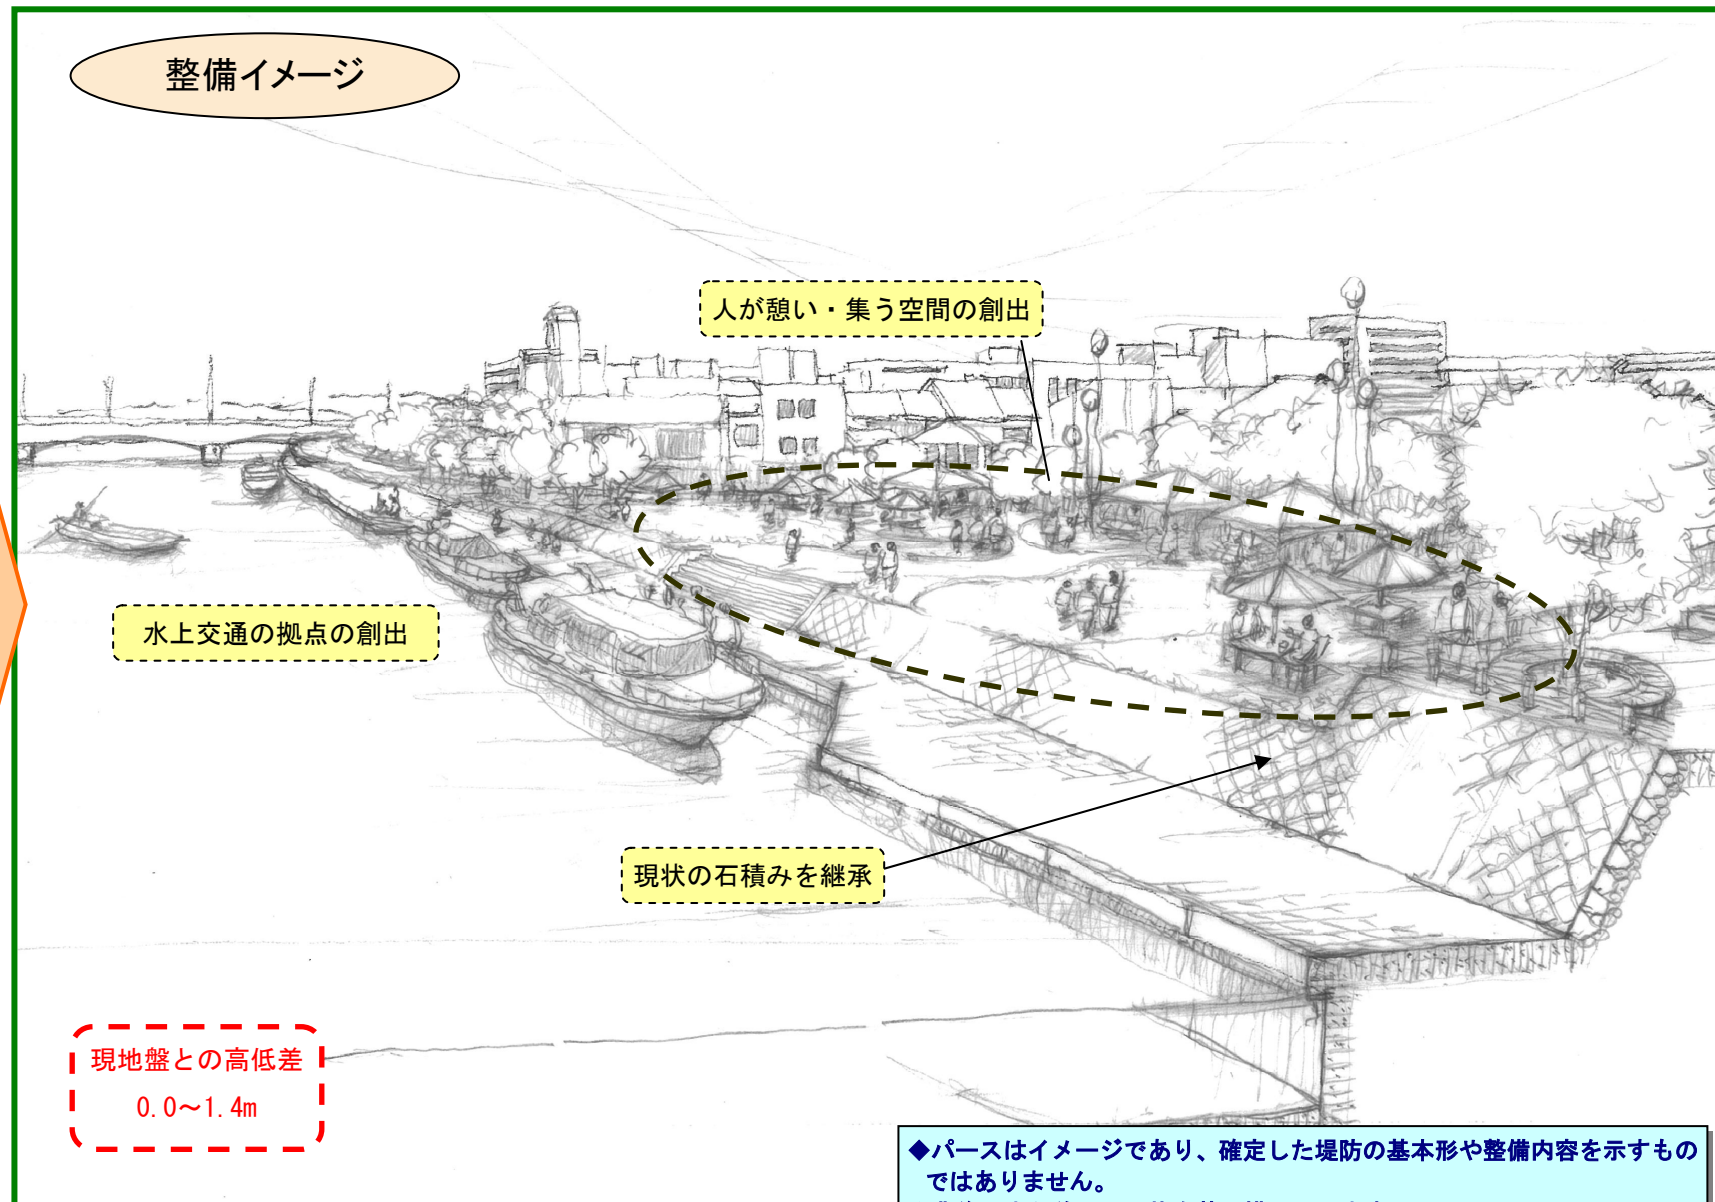 整備イメージ
人が憩い・集う空間の創出
水上交通の拠点の創出
現状の石積みを継承
現地盤との高低差
0.0～1.4m
◆パースはイメージであり、確定した堤防の基本形や整備内容を示すもの
ではありません。